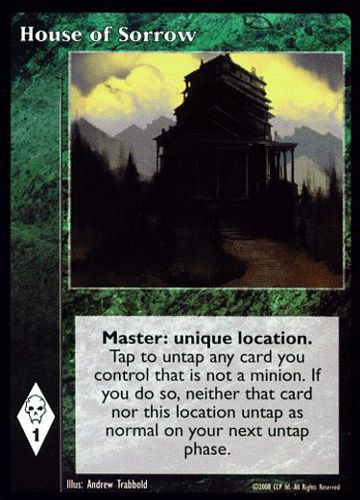 House of Sorrow
Master: unique location.
Tap to untap any card you
control that is not a minion. If
you do so, neither that card
nor this location untap as
normal on your next untap
phase.
1
Illus: Andrew Trabbold
©2008 CCP hf. All Rights Reserved